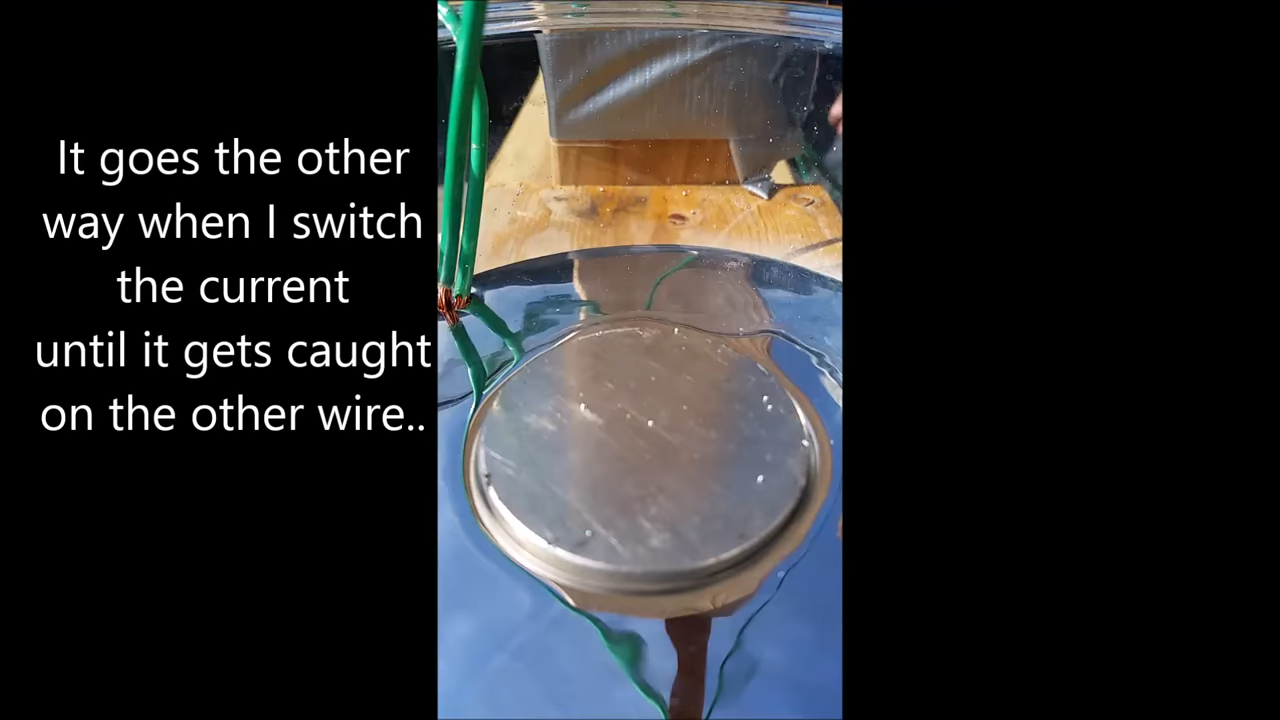 It goes the other
way when I switch
the current
until it gets caught
on the other wire..